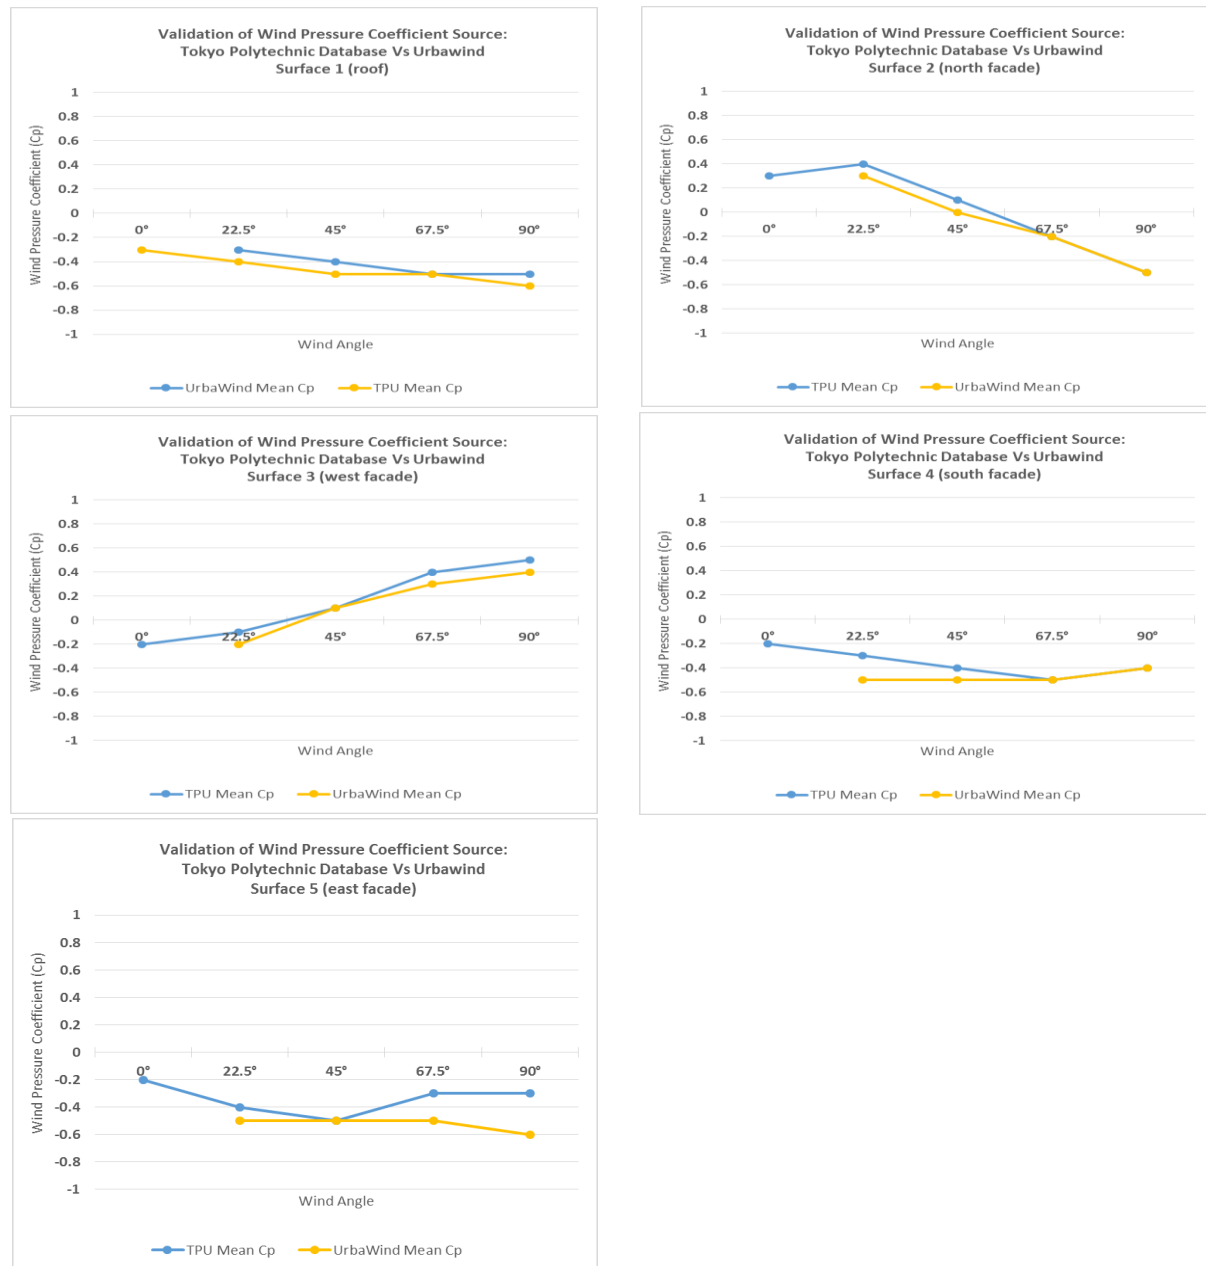 Validation of Wind Pressure Coefficient Source:
Tokyo Polytechnic Database Vs Urbawind
Surface 1 (roof)
Wind Pressure Coefficient (Cp)
1
0.8
0.6
0.4
0.2
0
-0.2
-0.4
-0.6
-0.8
-1
0° 22.5° 45° 67.5° 90°
Wind Angle
UrbaWind Mean Cp TPU Mean Cp
Validation of Wind Pressure Coefficient Source:
Tokyo Polytechnic Database Vs Urbawind
Surface 2 (north facade)
Wind Pressure Coefficient (Cp)
1
0.8
0.6
0.4
0.2
0
-0.2
-0.4
-0.6
-0.8
-1
0° 22.5° 45° 67.5° 90°
Wind Angle
TPU Mean Cp UrbaWind Mean Cp
Validation of Wind Pressure Coefficient Source:
Tokyo Polytechnic Database Vs Urbawind
Surface 3 (west facade)
Wind Pressure Coefficient (Cp)
1
0.8
0.6
0.4
0.2
0
-0.2
-0.4
-0.6
-0.8
-1
0° 22.5° 45° 67.5° 90°
Wind Angle
TPU Mean Cp UrbaWind Mean Cp
Validation of Wind Pressure Coefficient Source:
Tokyo Polytechnic Database Vs Urbawind
Surface 4 (south facade)
Wind Pressure Coefficient (Cp)
1
0.8
0.6
0.4
0.2
0
-0.2
-0.4
-0.6
-0.8
-1
0° 22.5° 45° 67.5° 90°
Wind Angle
TPU Mean Cp UrbaWind Mean Cp
Validation of Wind Pressure Coefficient Source:
Tokyo Polytechnic Database Vs Urbawind
Surface 5 (east facade)
Wind Pressure Coefficient (Cp)
1
0.8
0.6
0.4
0.2
0
-0.2
-0.4
-0.6
-0.8
-1
0° 22.5° 45° 67.5° 90°
Wind Angle
TPU Mean Cp UrbaWind Mean Cp